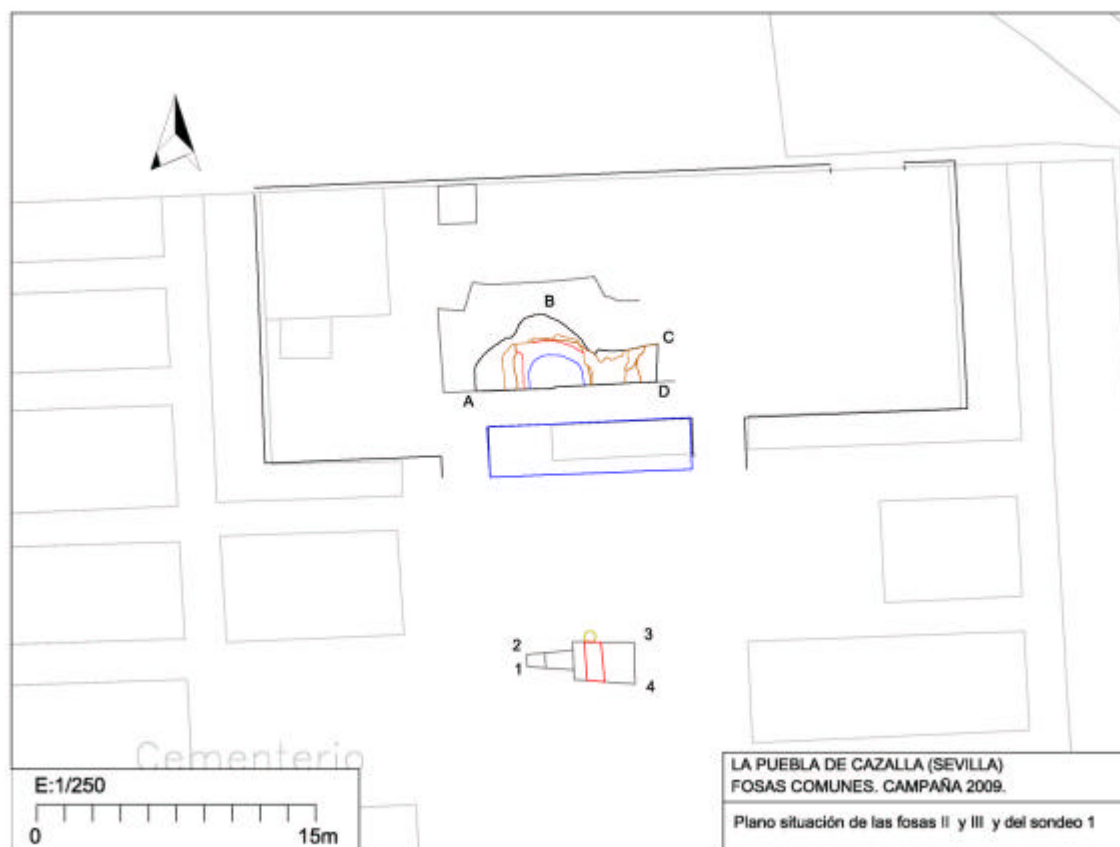 B
C
A
D
2
3
1
4
Cementerio
E:1/250
0
15m
LA PUEBLA DE CAZALLA (SEVILLA)
FOSAS COMUNES. CAMPAÑA 2009.
Plano situación de las fosas II y III y del sondeo 1